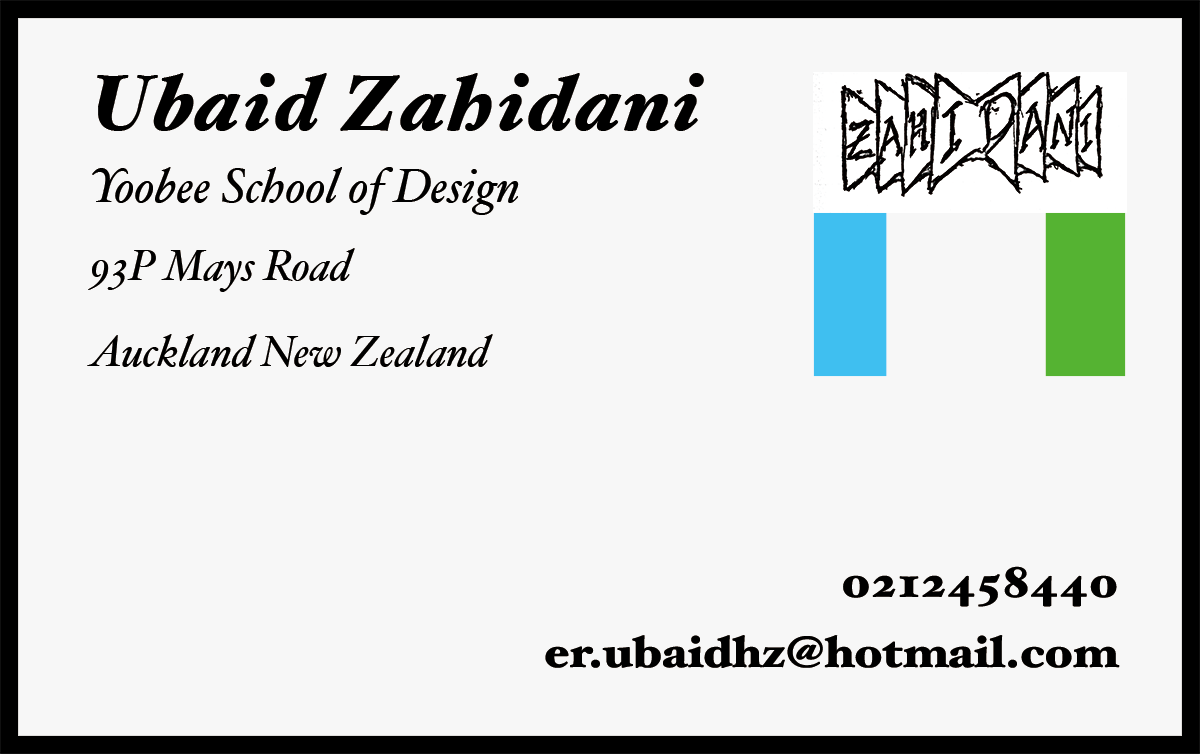 Ubaid Zahidani
Yoobee School of Design
93P Mays Road
Auckland New Zealand
ZAHIDANI
0212458440
er.ubaidhz@hotmail.com